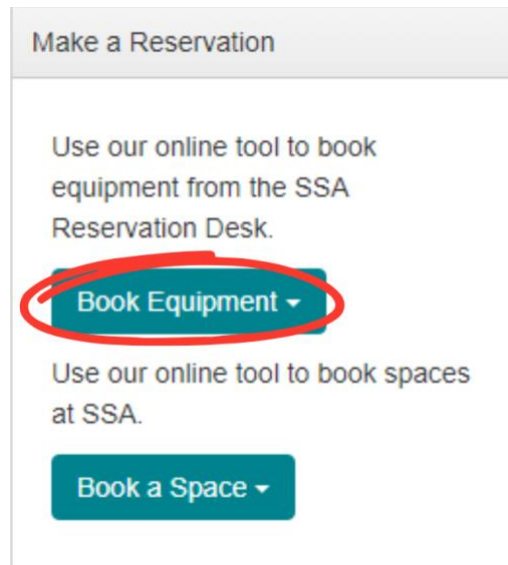 Make a Reservation
Use our online tool to book
equipment from the SSA
Reservation Desk.
Book Equipment
Use our online tool to book spaces
at SSA.
Book a Space